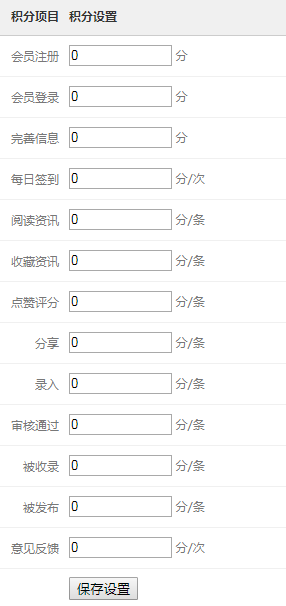 积分项目 积分设置
会员注册 0 分
会员登录 0 分
完善信息 0 分
每日签到 0 分/次
阅读资讯 0 分/条
收藏资讯 0 分/条
点赞评分 0 分/条
分享 0 分/条
录入 0 分/条
审核通过 0 分/条
被收录 0 分/条
被发布 0 分/条
意见反馈 0 分/次
保存设置